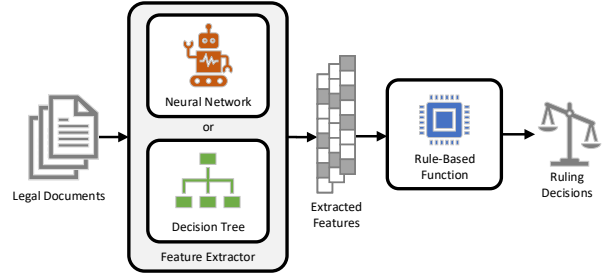 Legal Documents
Neural Network
or
Decision Tree
Feature Extractor
Extracted
Features
Rule-Based
Function
Ruling
Decisions